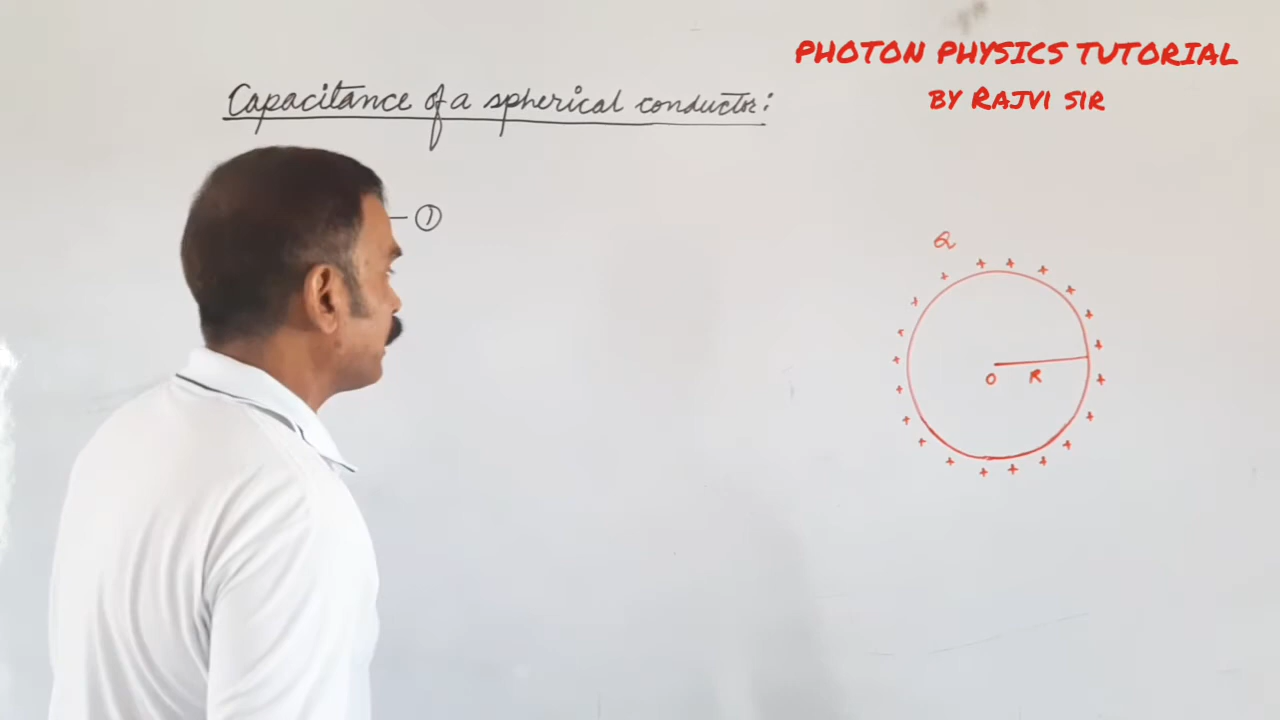 PHOTON PHYSICS TUTORIAL
BY RAJVI SIR
Capacitance of a spherical conductor:
— ①
Q
+ + + + + + + + + + + + + + + + + + + + + +
O R